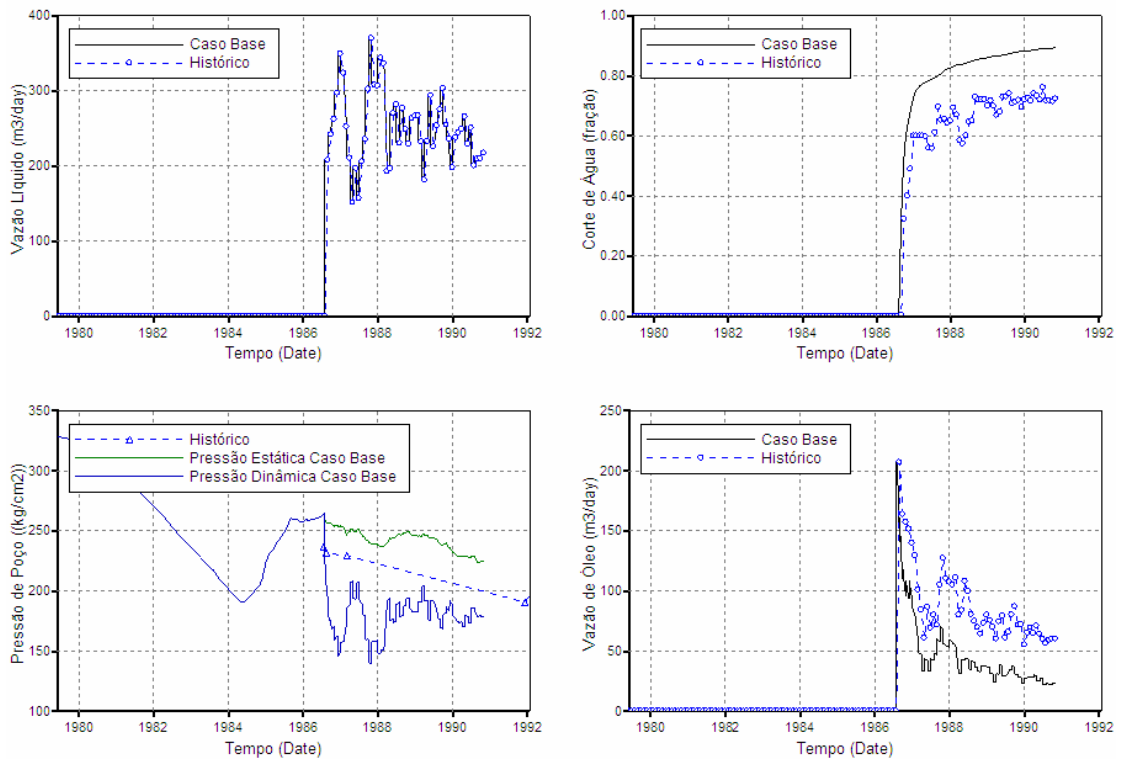 400
300
200
100
0
Vazão Líquido (m3/day)
Caso Base
Histórico
1980 1982 1984 1986 1988 1990 1992
Tempo (Date)
1.00
0.80
0.60
0.40
0.20
0.00
Corte de Água (fração)
Caso Base
Histórico
1980 1982 1984 1986 1988 1990 1992
Tempo (Date)
350
300
250
200
150
100
Pressão de Poço ((kg/cm2))
Histórico
Pressão Estática Caso Base
Pressão Dinâmica Caso Base
1980 1982 1984 1986 1988 1990 1992
Tempo (Date)
250
200
150
100
50
0
Vazão de Óleo (m3/day)
Caso Base
Histórico
1980 1982 1984 1986 1988 1990 1992
Tempo (Date)